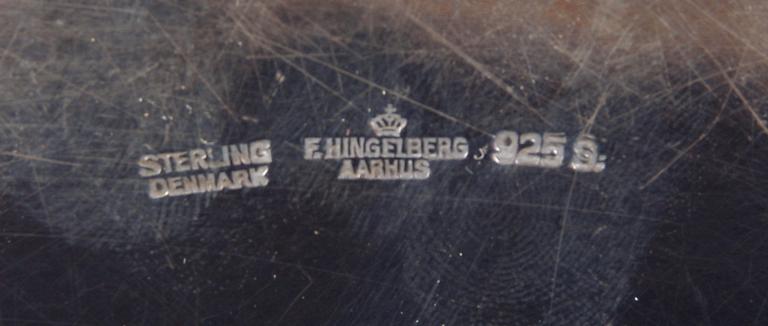 STERLING
DENMARK
F. HINGELBERG
AARHUS
925 S.